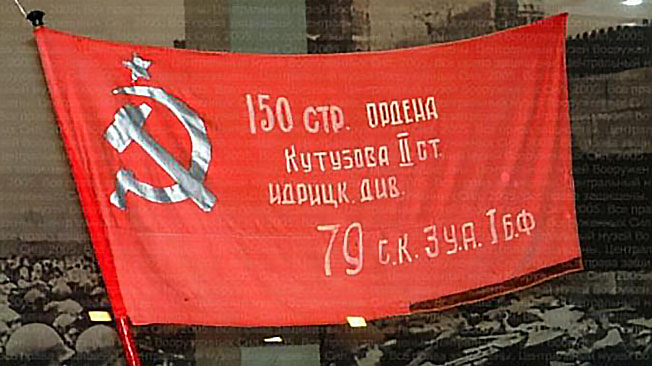 150 стр. ОРДЕНА
КУТУЗОВА II СТ.
ИДРИЦК. ДИВ.
79 С.К. 3 У.А. 1 Б.Ф